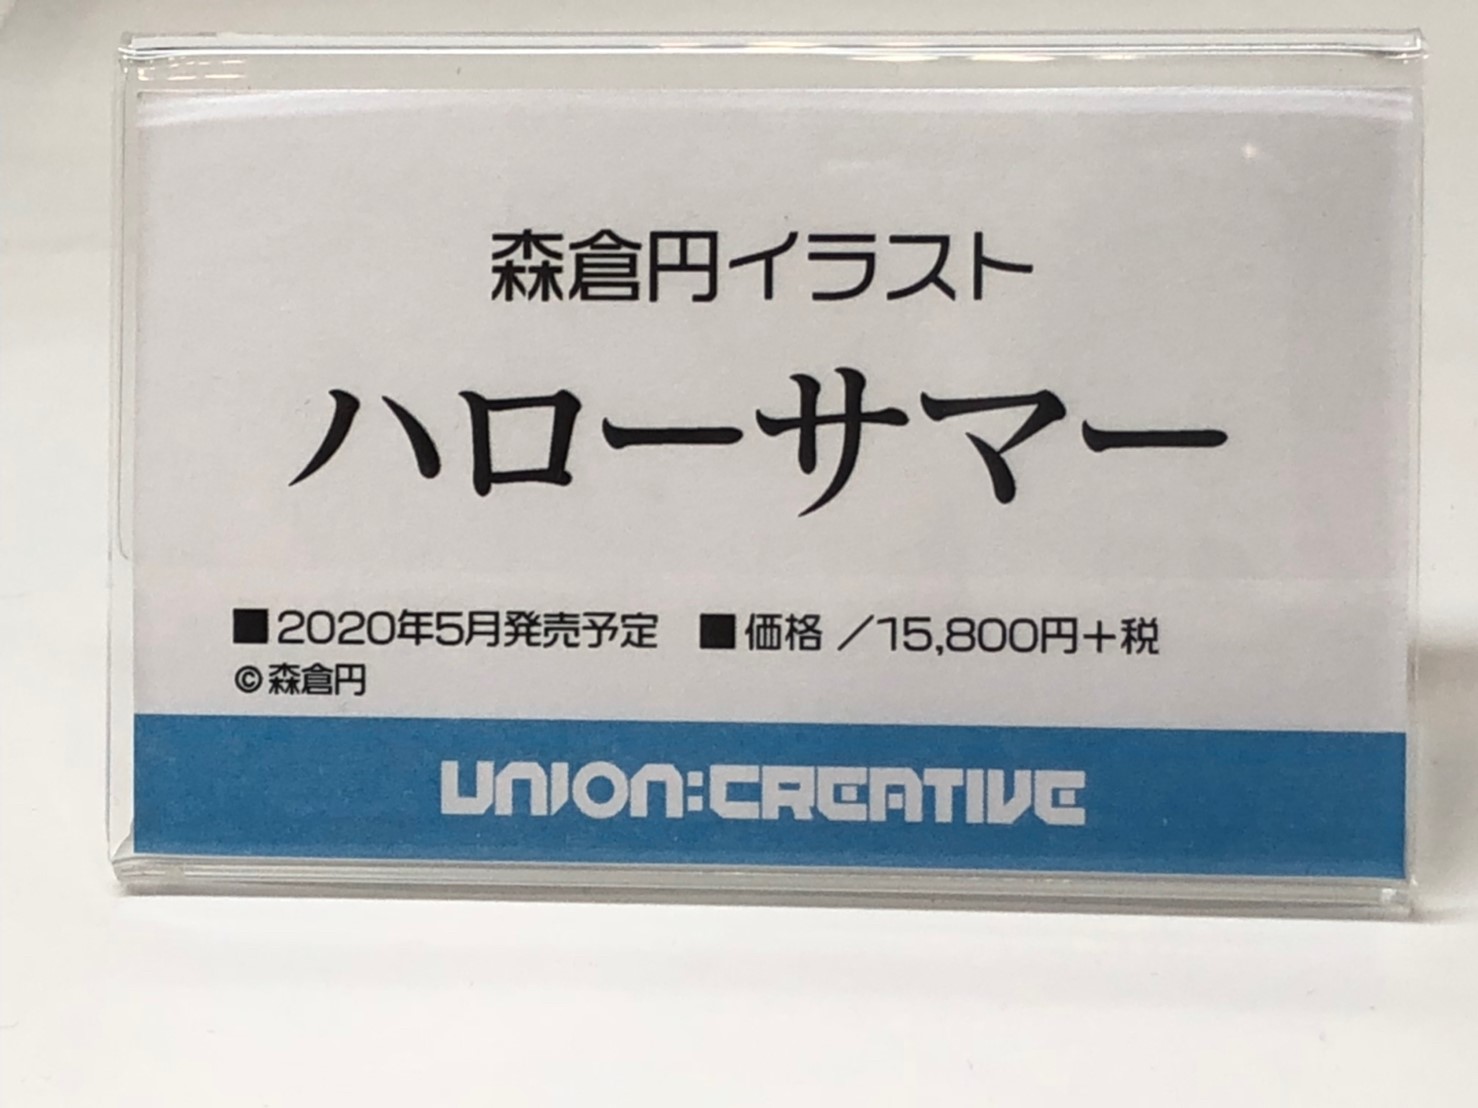 森倉円イラスト
ハローサマー
■2020年5月発売予定 ■価格／15,800円＋税
©森倉円
UNION:CREATIVE